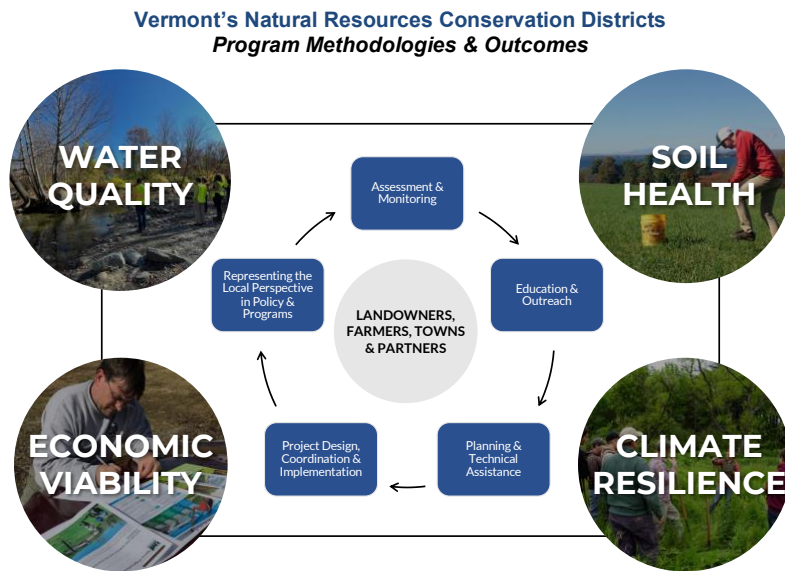 Vermont's Natural Resources Conservation Districts
Program Methodologies & Outcomes
WATER
QUALITY
SOIL
HEALTH
Assessment &
Monitoring
Representing the
Local Perspective
in Policy &
Programs
Education &
Outreach
LANDOWNERS,
FARMERS, TOWNS
& PARTNERS
ECONOMIC
VIABILITY
Project Design,
Coordination &
Implementation
Planning &
Technical
Assistance
CLIMATE
RESILIENCE